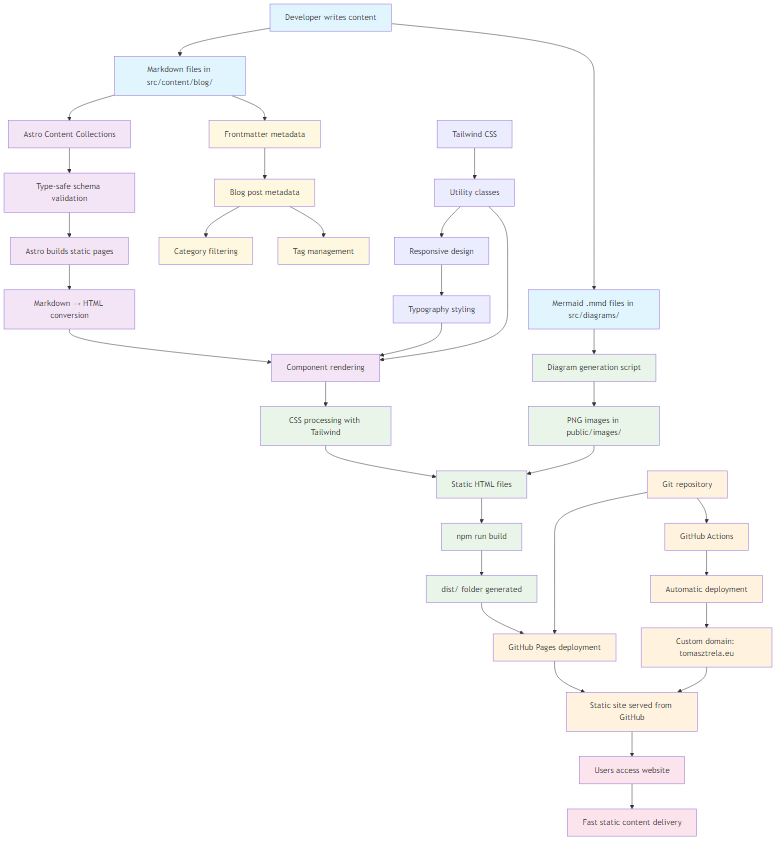 Developer writes content
Markdown files in
src/content/blog/
Astro Content Collections
Frontmatter metadata
Tailwind CSS
Type-safe schema
validation
Blog post metadata
Utility classes
Astro builds static pages
Category filtering
Tag management
Responsive design
Markdown → HTML
conversion
Typography styling
Mermaid .mmd files in
src/diagrams/
Component rendering
Diagram generation script
CSS processing with
Tailwind
PNG images in
public/images/
Static HTML files
Git repository
npm run build
GitHub Actions
dist/ folder generated
Automatic deployment
GitHub Pages deployment
Custom domain:
tomasztrela.eu
Static site served from
GitHub
Users access website
Fast static content delivery